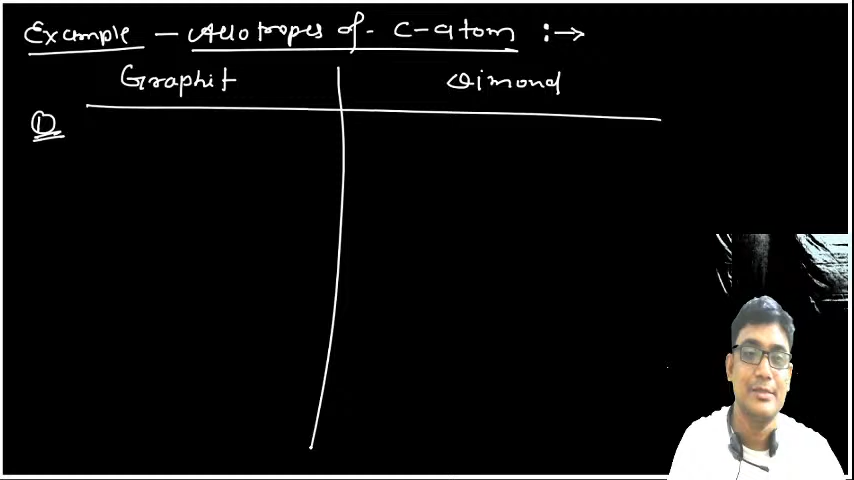 Example - Allotropes of C-atom :→
Graphit Dimond
①